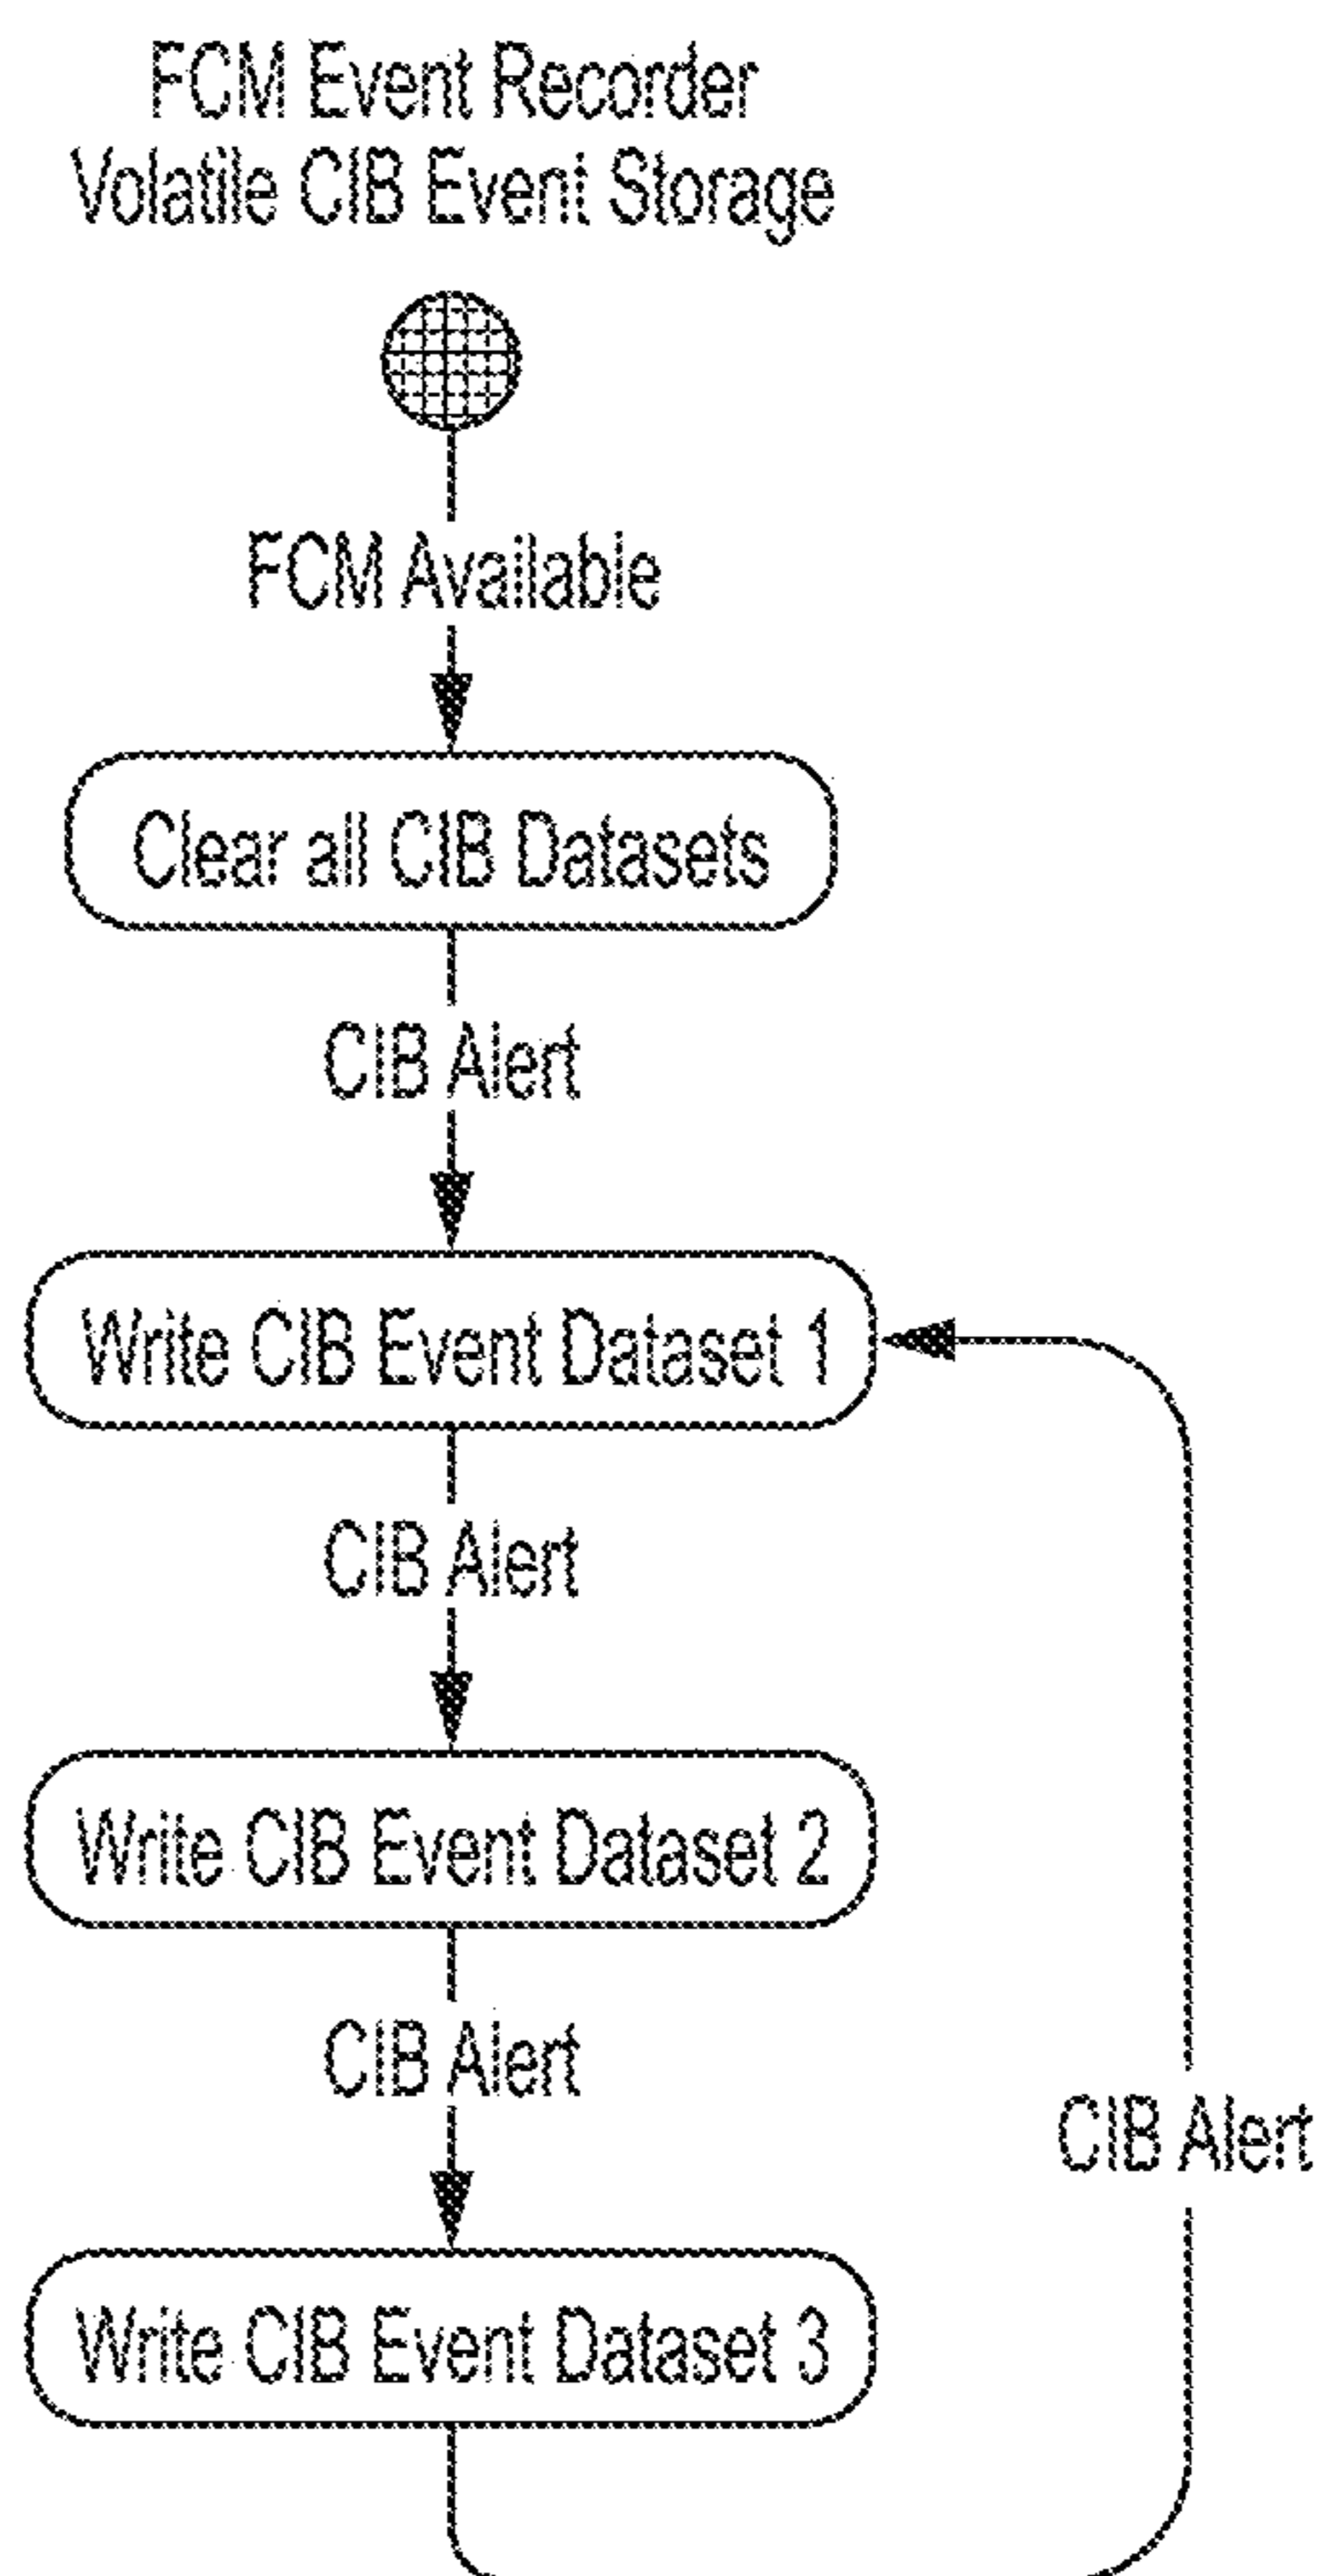 FCM Event Recorder
Volatile CIB Event Storage
FCM Available
Clear all CIB Datasets
CIB Alert
Write CIB Event Dataset 1
CIB Alert
Write CIB Event Dataset 2
CIB Alert
CIB Alert
Write CIB Event Dataset 3